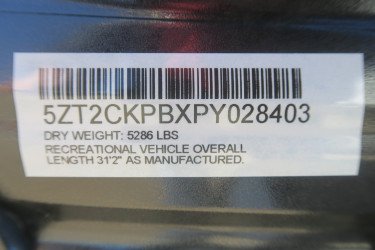 5ZT2CKPBXPY028403
DRY WEIGHT: 5286 LBS
RECREATIONAL VEHICLE OVERALL
LENGTH 31'2" AS MANUFACTURED.